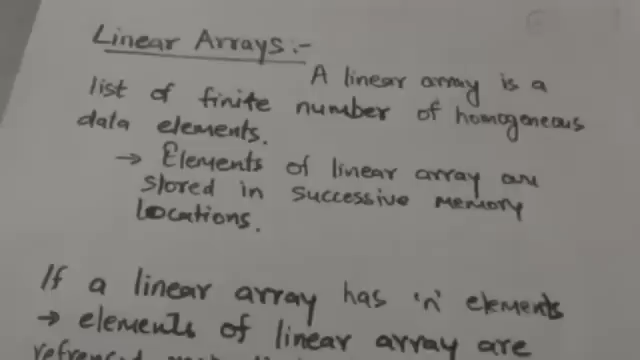 Linear Arrays :-
A linear array is a
list of finite number of homogeneous
data elements.
→ Elements of linear array are
stored in successive memory
locations.
If a linear array has 'n' elements
→ elements of linear array are